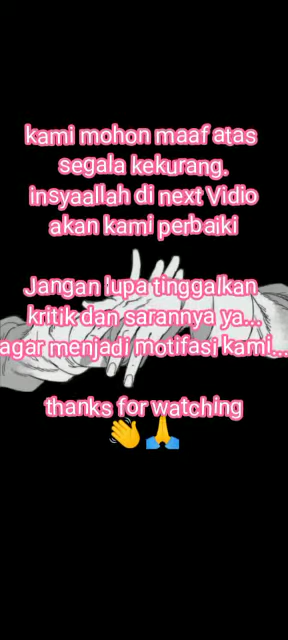 kami mohon maaf atas
segala kekurang.
insyaallah di next Vidio
akan kami perbaiki
Jangan lupa tinggalkan
kritik dan sarannya ya...
agar menjadi motifasi kami...
thanks for watching
👋🙏